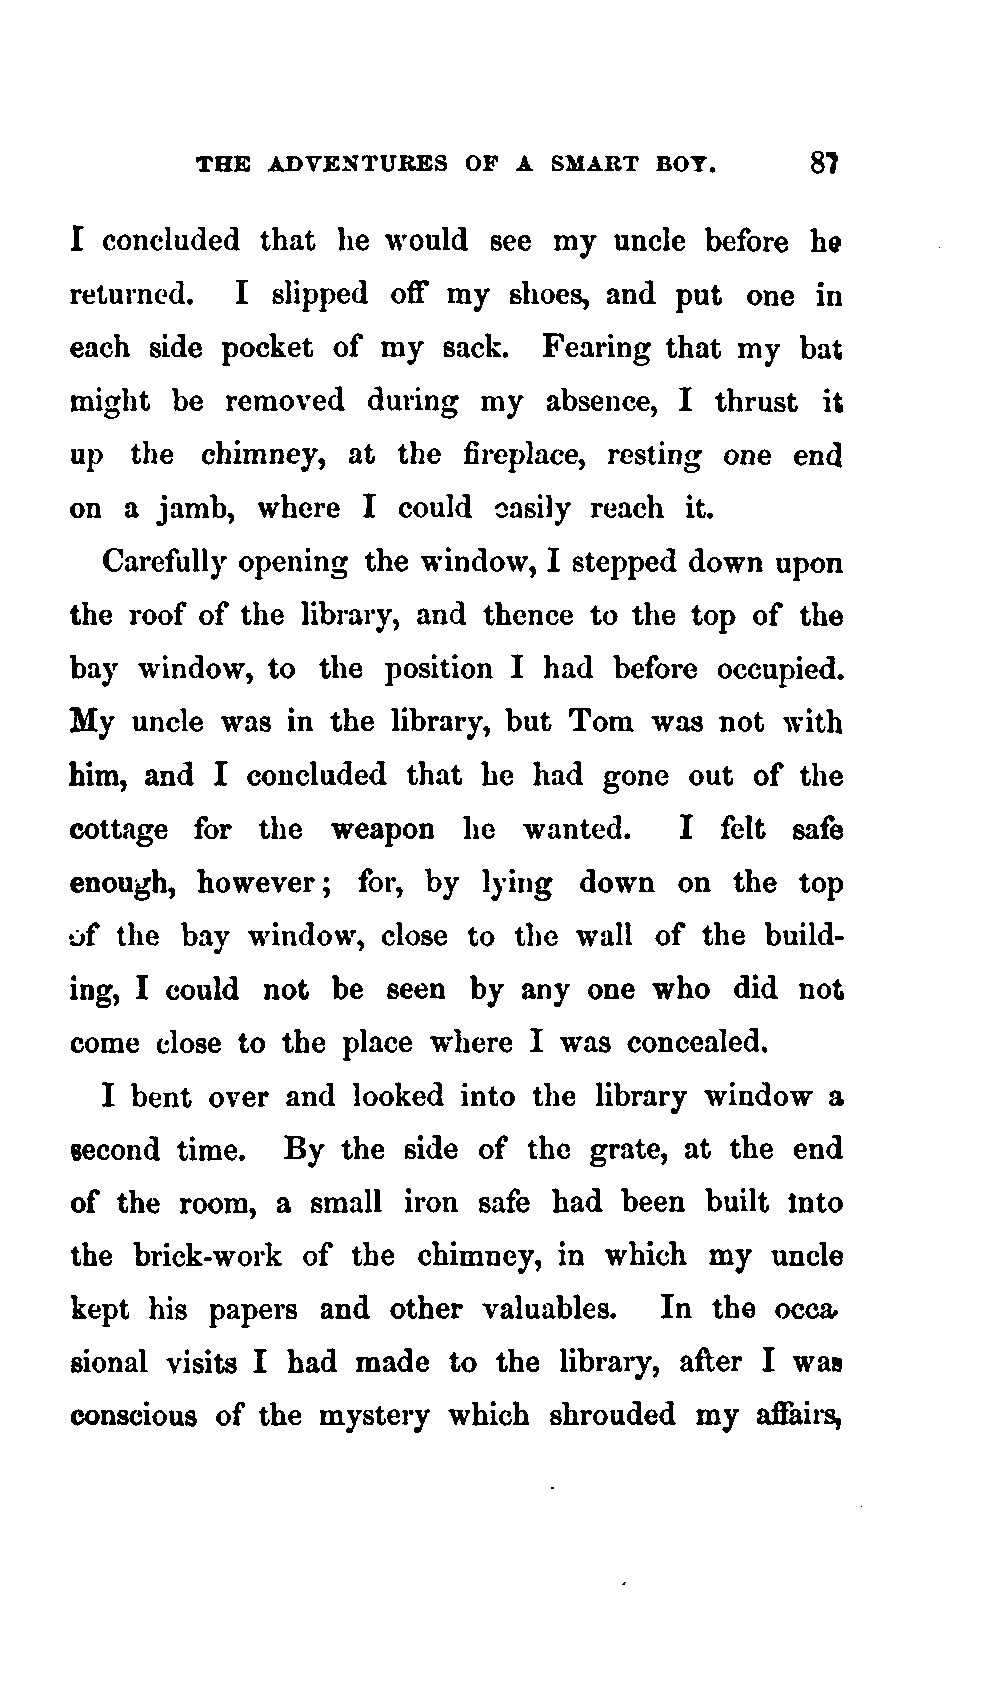 THE ADVENTURES OF A SMART BOY. 87
I concluded that he would see my uncle before he
returned. I slipped off my shoes, and put one in
each side pocket of my sack. Fearing that my bat
might be removed during my absence, I thrust it
up the chimney, at the fireplace, resting one end
on a jamb, where I could easily reach it.
Carefully opening the window, I stepped down upon
the roof of the library, and thence to the top of the
bay window, to the position I had before occupied.
My uncle was in the library, but Tom was not with
him, and I concluded that he had gone out of the
cottage for the weapon he wanted. I felt safe
enough, however; for, by lying down on the top
of the bay window, close to the wall of the build-
ing, I could not be seen by any one who did not
come close to the place where I was concealed.
I bent over and looked into the library window a
second time. By the side of the grate, at the end
of the room, a small iron safe had been built into
the brick-work of the chimney, in which my uncle
kept his papers and other valuables. In the occa-
sional visits I had made to the library, after I was
conscious of the mystery which shrouded my affairs,